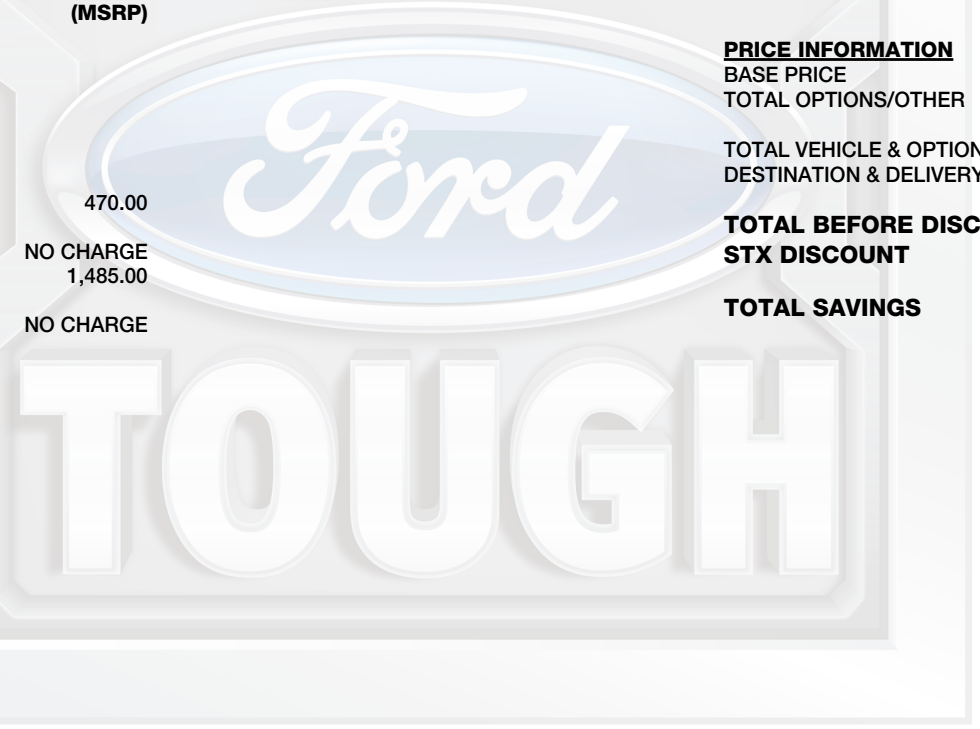 (MSRP)
470.00
NO CHARGE
1,485.00
NO CHARGE
PRICE INFORMATION
BASE PRICE
TOTAL OPTIONS/OTHER
TOTAL VEHICLE & OPTION
DESTINATION & DELIVERY
TOTAL BEFORE DISC
STX DISCOUNT
TOTAL SAVINGS
Ford
TOUGH